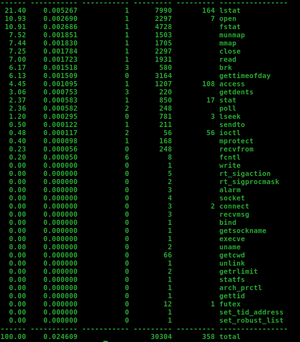 ------ ----------- ----------- --------- --------- ----------------
21.40 0.005267 1 7990 164 lstat
10.93 0.002690 1 2297 7 open
10.91 0.002686 1 4728 fstat
7.52 0.001851 1 1503 munmap
7.44 0.001830 1 1705 mmap
7.25 0.001784 1 2297 close
7.00 0.001723 1 1931 read
6.17 0.001518 3 580 brk
6.13 0.001509 0 3164 gettimeofday
4.45 0.001095 1 1207 108 access
3.06 0.000753 3 220 getdents
2.37 0.000583 1 850 17 stat
2.36 0.000582 2 248 poll
1.20 0.000295 0 781 3 lseek
0.50 0.000122 1 211 sendto
0.48 0.000117 2 56 56 ioctl
0.40 0.000098 1 168 mprotect
0.23 0.000056 0 248 recvfrom
0.20 0.000050 6 8 fcntl
0.00 0.000000 0 1 write
0.00 0.000000 0 5 rt_sigaction
0.00 0.000000 0 2 rt_sigprocmask
0.00 0.000000 0 3 alarm
0.00 0.000000 0 4 socket
0.00 0.000000 0 3 2 connect
0.00 0.000000 0 3 recvmsg
0.00 0.000000 0 1 bind
0.00 0.000000 0 1 getsockname
0.00 0.000000 0 1 execve
0.00 0.000000 0 2 uname
0.00 0.000000 0 66 getcwd
0.00 0.000000 0 1 unlink
0.00 0.000000 0 2 getrlimit
0.00 0.000000 0 1 statfs
0.00 0.000000 0 1 arch_prctl
0.00 0.000000 0 1 gettid
0.00 0.000000 0 12 1 futex
0.00 0.000000 0 1 set_tid_address
0.00 0.000000 0 1 set_robust_list
------ ----------- ----------- --------- --------- ----------------
100.00 0.024609 30304 358 total